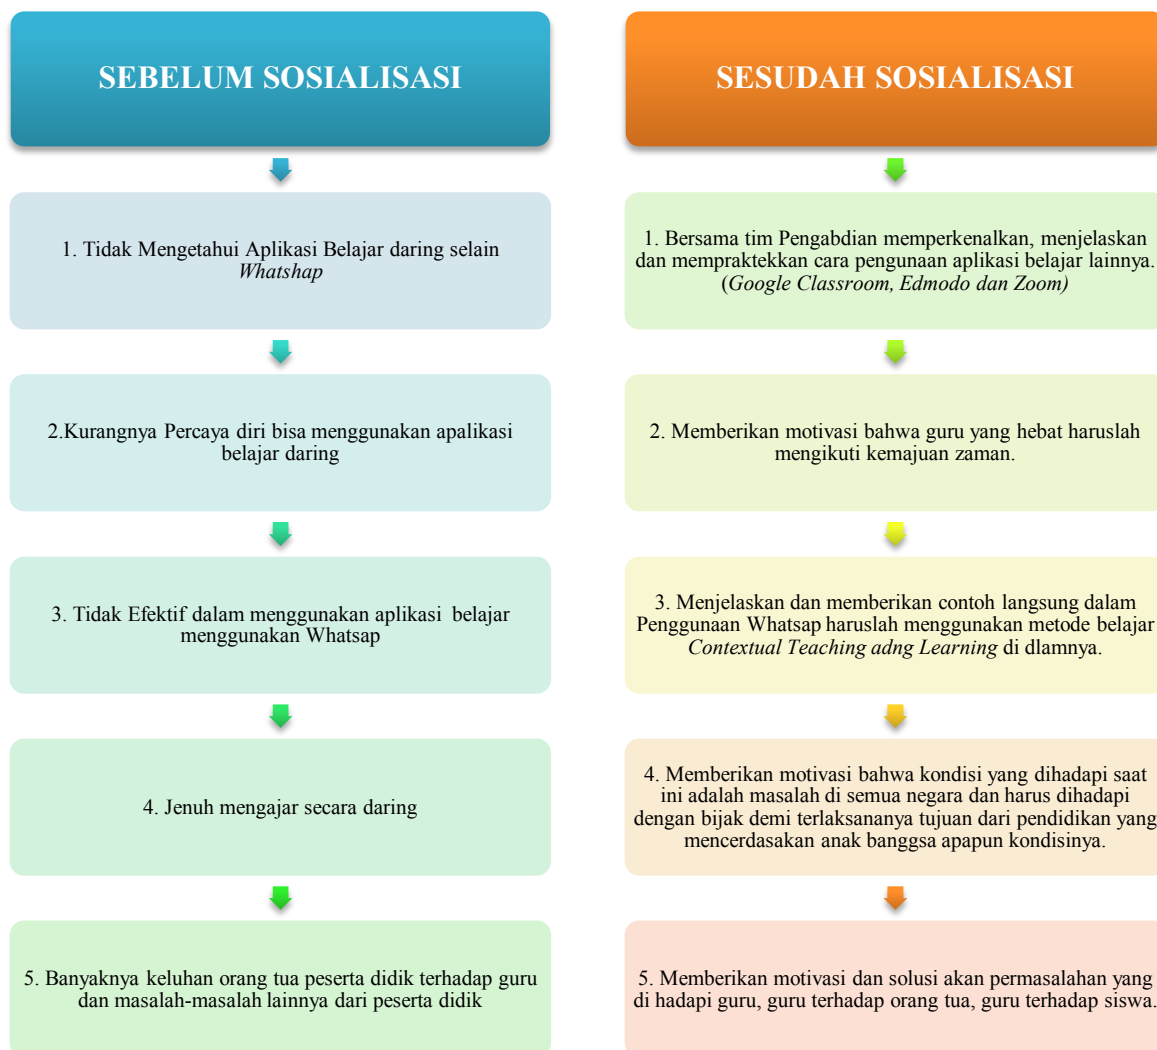 SEBELUM SOSIALISASI
1. Tidak Mengetahui Aplikasi Belajar daring selain
Whatshap
2.Kurangnya Percaya diri bisa menggunakan apalikasi
belajar daring
3. Tidak Efektif dalam menggunakan aplikasi belajar
menggunakan Whatsap
4. Jenuh mengajar secara daring
5. Banyaknya keluhan orang tua peserta didik terhadap guru
dan masalah-masalah lainnya dari peserta didik
SESUDAH SOSIALISASI
1. Bersama tim Pengabdian memperkenalkan, menjelaskan
dan mempraktekkan cara pengunaan aplikasi belajar lainnya.
(Google Classroom, Edmodo dan Zoom)
2. Memberikan motivasi bahwa guru yang hebat haruslah
mengikuti kemajuan zaman.
3. Menjelaskan dan memberikan contoh langsung dalam
Penggunaan Whatsap haruslah menggunakan metode belajar
Contextual Teaching adng Learning di dlamnya.
4. Memberikan motivasi bahwa kondisi yang dihadapi saat
ini adalah masalah di semua negara dan harus dihadapi
dengan bijak demi terlaksananya tujuan dari pendidikan yang
mencerdasakan anak banggsa apapun kondisinya.
5. Memberikan motivasi dan solusi akan permasalahan yang
di hadapi guru, guru terhadap orang tua, guru terhadap siswa.